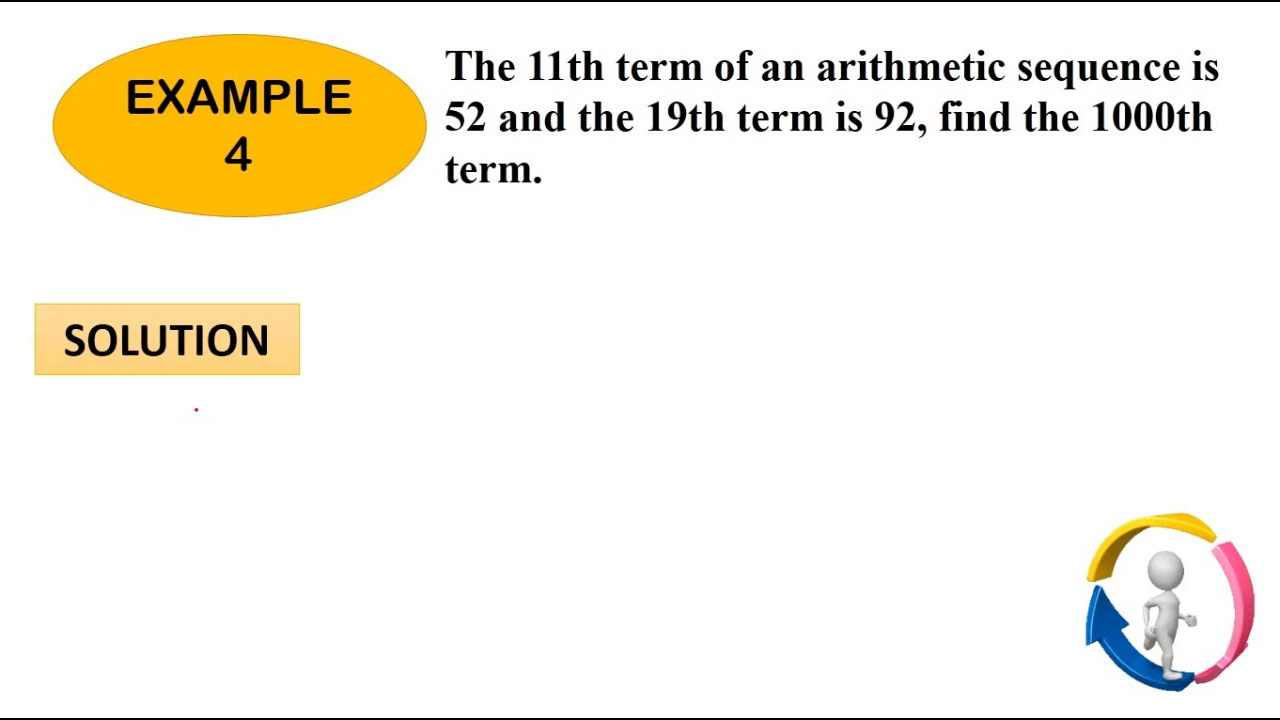 EXAMPLE
4
The 11th term of an arithmetic sequence is
52 and the 19th term is 92, find the 1000th
term.
SOLUTION